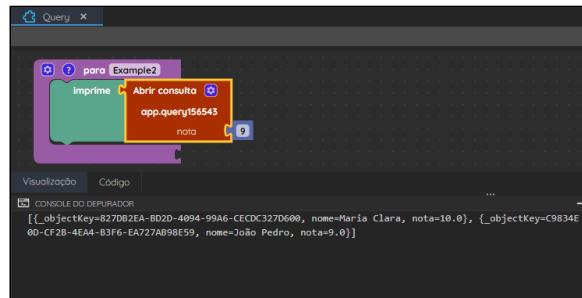 Query ×
? para Example2
imprime Abrir consulta
app.query156543
nota 9
Visualização Código
CONSOLE DO DEPURADOR
[{_objectKey=827DB2EA-BD2D-4094-99A6-CECDC327D600, nome=Maria Clara, nota=10.0}, {_objectKey=C9834E
0D-CF2B-4EA4-B3F6-EA727AB98E59, nome=João Pedro, nota=9.0}]